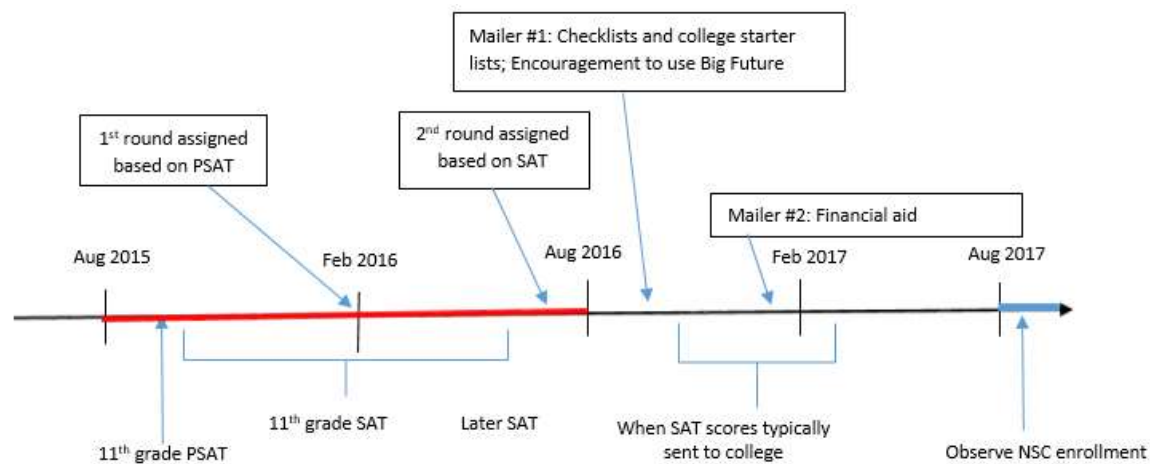 Mailer #1: Checklists and college starter
lists; Encouragement to use Big Future
1st round assigned
based on PSAT
2nd round assigned
based on SAT
Mailer #2: Financial aid
Aug 2015
Feb 2016
Aug 2016
Feb 2017
Aug 2017
11th grade SAT
Later SAT
When SAT scores typically
sent to college
11th grade PSAT
Observe NSC enrollment